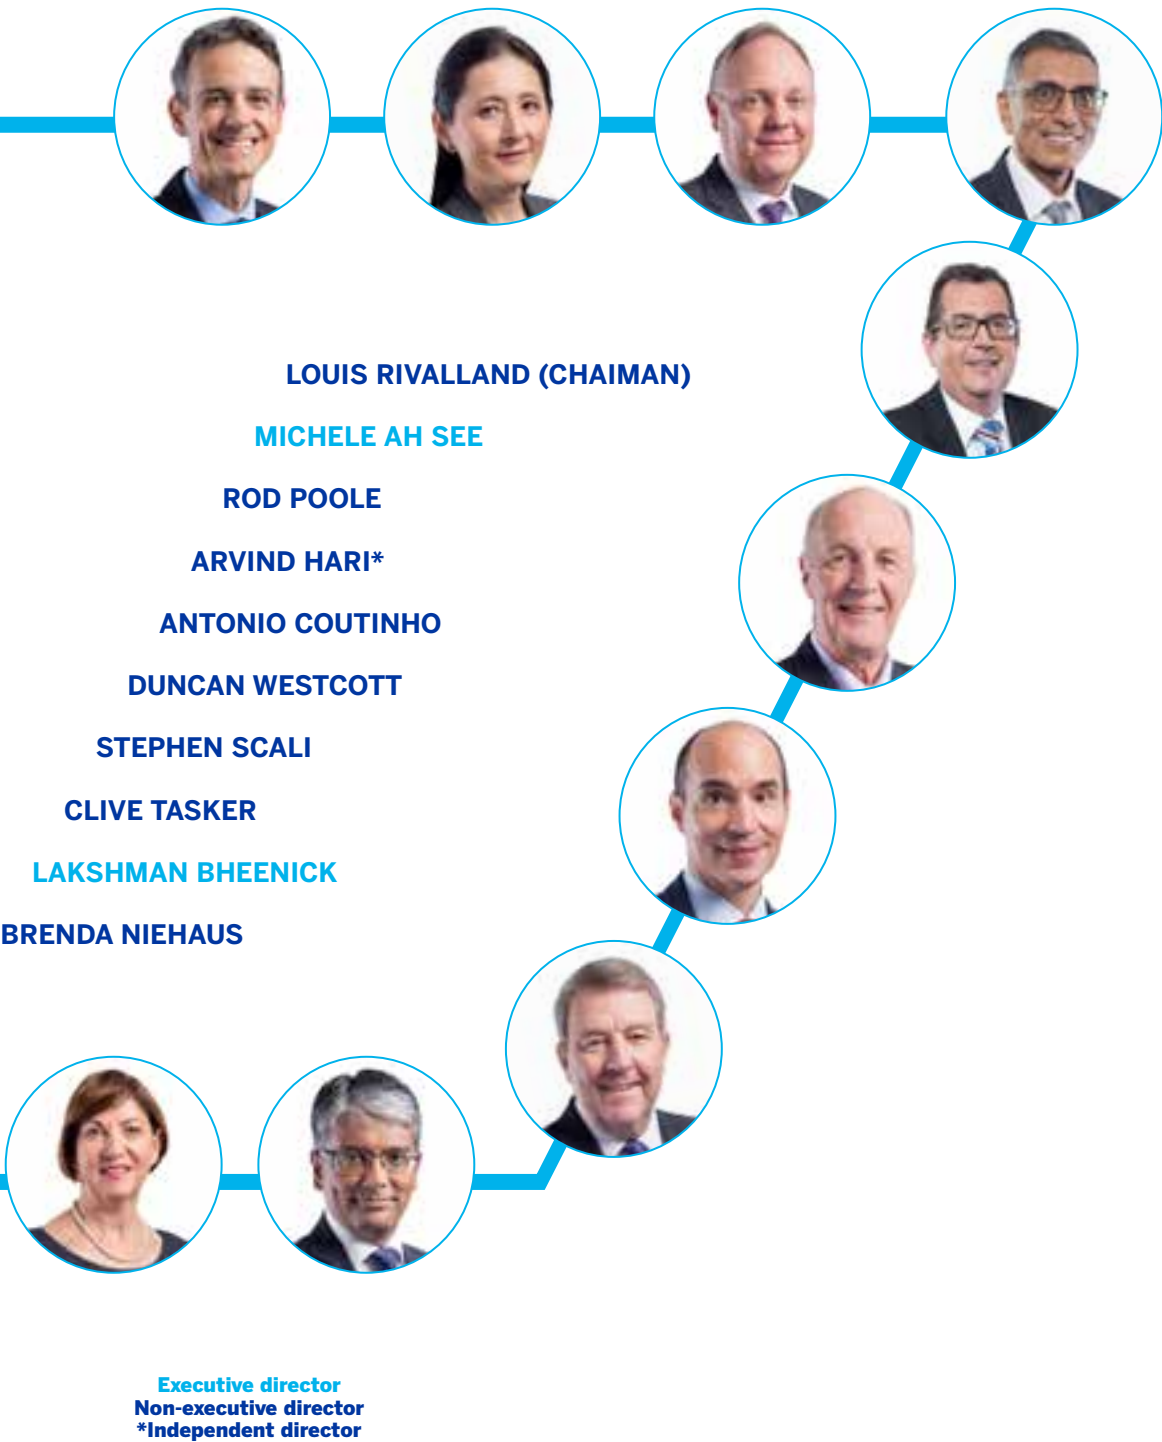 LOUIS RIVALLAND (CHAIMAN)
MICHELE AH SEE
ROD POOLE
ARVIND HARI*
ANTONIO COUTINHO
DUNCAN WESTCOTT
STEPHEN SCALI
CLIVE TASKER
LAKSHMAN BHEENICK
BRENDA NIEHAUS
Executive director
Non-executive director
*Independent director